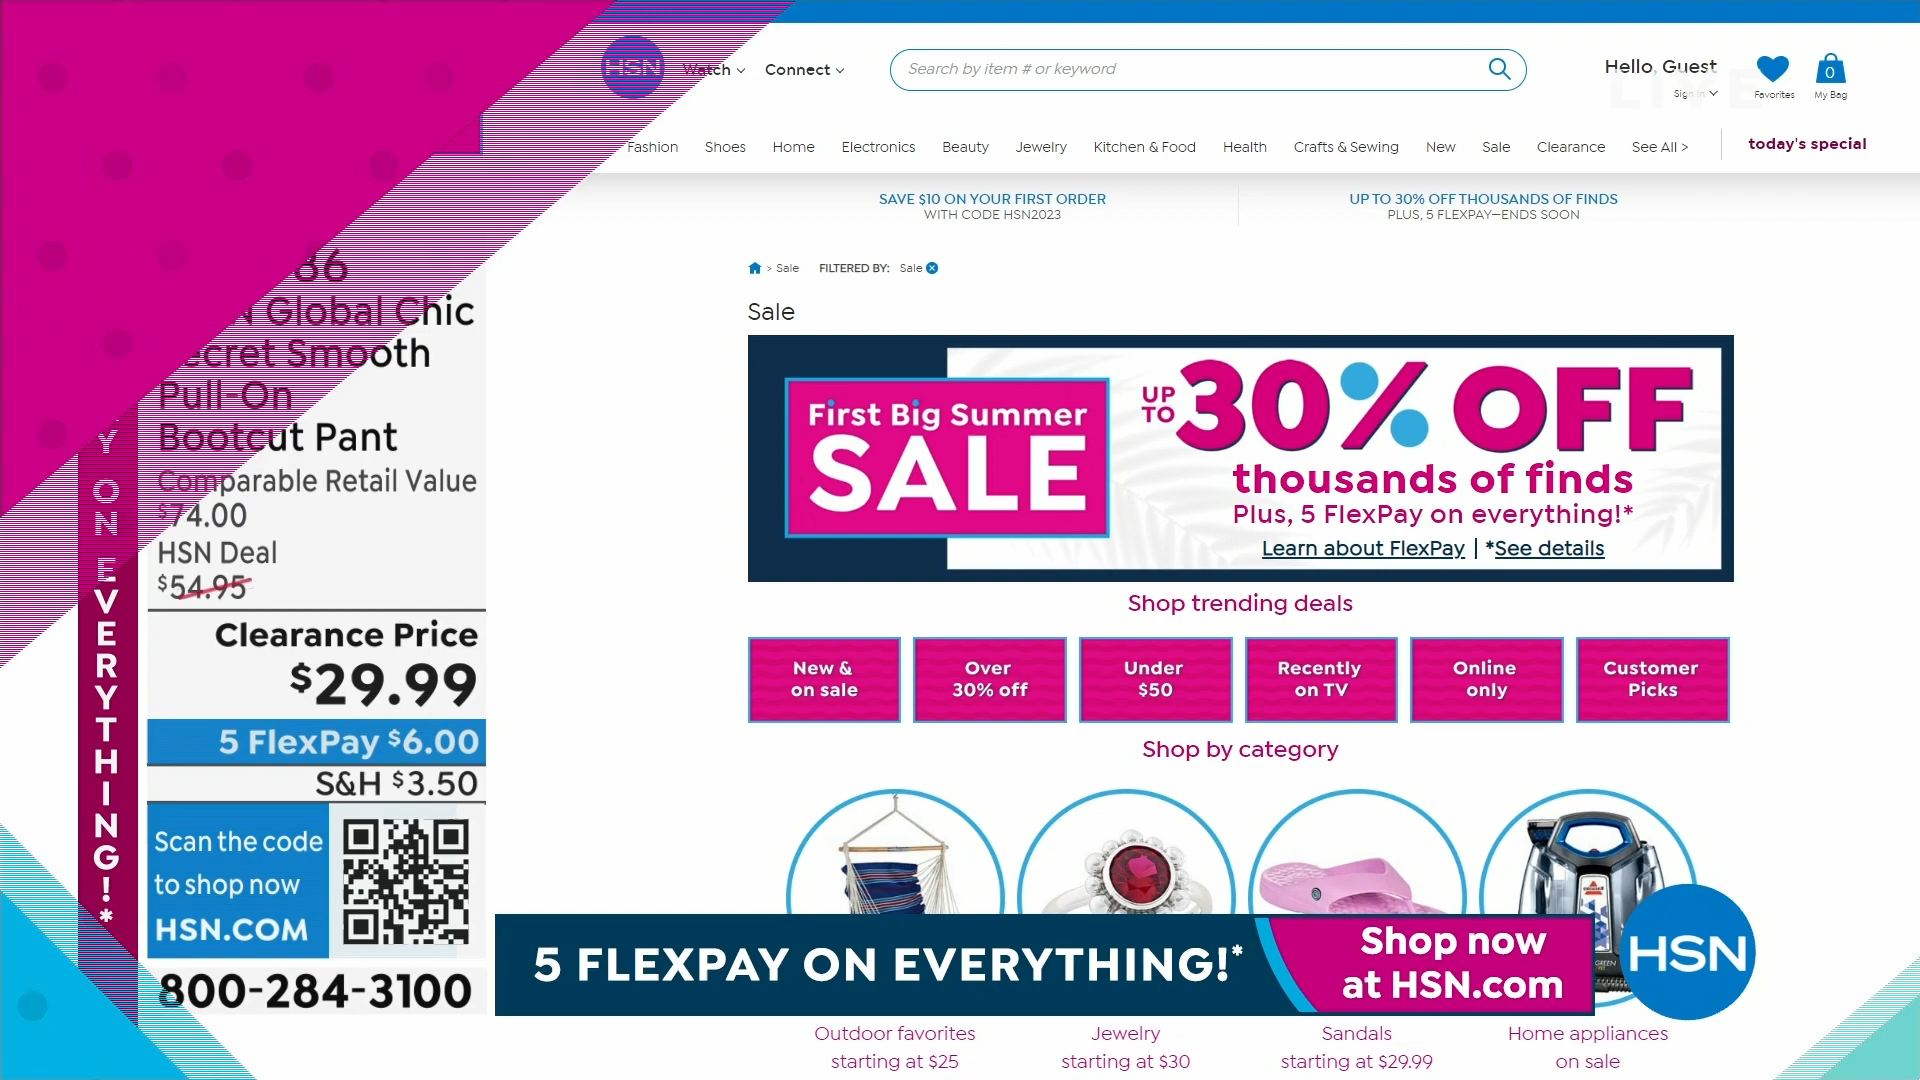 HSN
Watch
Connect
Search by item # or keyword
Hello, Guest
Sign In
Favorites
0
My Bag
LIVE
Fashion
Shoes
Home
Electronics
Beauty
Jewelry
Kitchen & Food
Health
Crafts & Sewing
New
Sale
Clearance
See All >
today's special
SAVE $10 ON YOUR FIRST ORDER
WITH CODE HSN2023
UP TO 30% OFF THOUSANDS OF FINDS
PLUS, 5 FLEXPAY—ENDS SOON
> Sale
FILTERED BY:
Sale
Sale
First Big Summer
SALE
UP TO 30% OFF
thousands of finds
Plus, 5 FlexPay on everything!*
Learn about FlexPay | *See details
Shop trending deals
New &
on sale
Over
30% off
Under
$50
Recently
on TV
Online
only
Customer
Picks
Shop by category
Outdoor favorites
starting at $25
Jewelry
starting at $30
Sandals
starting at $29.99
Home appliances
on sale
86
Global Chic
Smooth
Pull-On
Bootcut Pant
Comparable Retail Value
$74.00
HSN Deal
$54.95
Clearance Price
$29.99
5 FlexPay $6.00
S&H $3.50
Scan the code
to shop now
HSN.COM
800-284-3100
Y ON EVERYTHING!*
5 FLEXPAY ON EVERYTHING!*
Shop now
at HSN.com
HSN